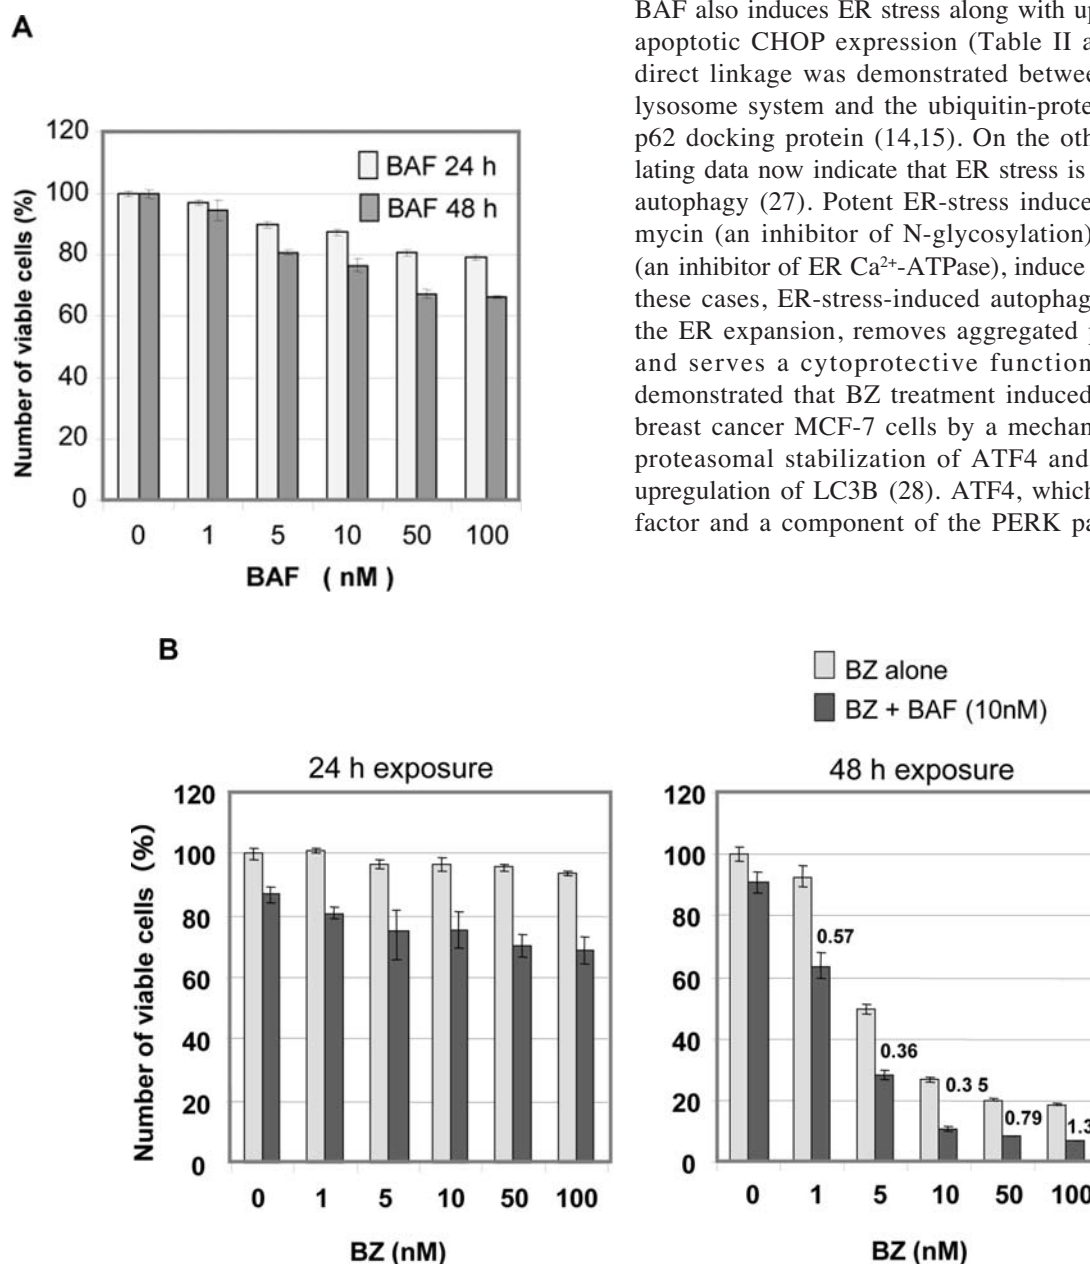 A
120
100
80
60
40
20
0
Number of viable cells (%)
BAF 24 h
BAF 48 h
0 1 5 10 50 100
BAF ( nM )
BAF also induces ER stress along with up
apoptotic CHOP expression (Table II a
direct linkage was demonstrated betwee
lysosome system and the ubiquitin-prote
p62 docking protein (14,15). On the oth
lating data now indicate that ER stress is
autophagy (27). Potent ER-stress induce
mycin (an inhibitor of N-glycosylation)
(an inhibitor of ER Ca²⁺-ATPase), induce
these cases, ER-stress-induced autophag
the ER expansion, removes aggregated p
and serves a cytoprotective function
demonstrated that BZ treatment induced
breast cancer MCF-7 cells by a mechan
proteasomal stabilization of ATF4 and
upregulation of LC3B (28). ATF4, which
factor and a component of the PERK pa
B
BZ alone
BZ + BAF (10nM)
24 h exposure
120
100
80
60
40
20
0
Number of viable cells (%)
0 1 5 10 50 100
BZ (nM)
48 h exposure
120
100
80
60
40
20
0
0.57
0.36
0.3 5
0.79
1.3
0 1 5 10 50 100
BZ (nM)